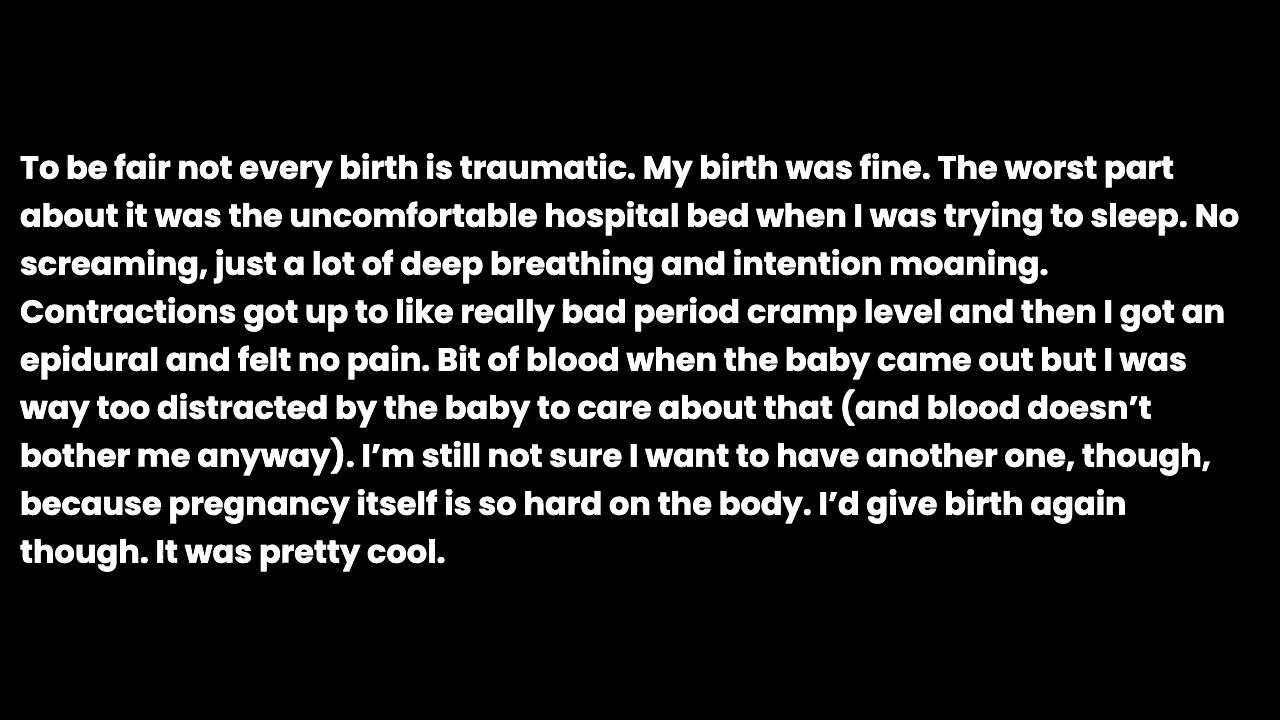 To be fair not every birth is traumatic. My birth was fine. The worst part
about it was the uncomfortable hospital bed when I was trying to sleep. No
screaming, just a lot of deep breathing and intention moaning.
Contractions got up to like really bad period cramp level and then I got an
epidural and felt no pain. Bit of blood when the baby came out but I was
way too distracted by the baby to care about that (and blood doesn’t
bother me anyway). I’m still not sure I want to have another one, though,
because pregnancy itself is so hard on the body. I’d give birth again
though. It was pretty cool.